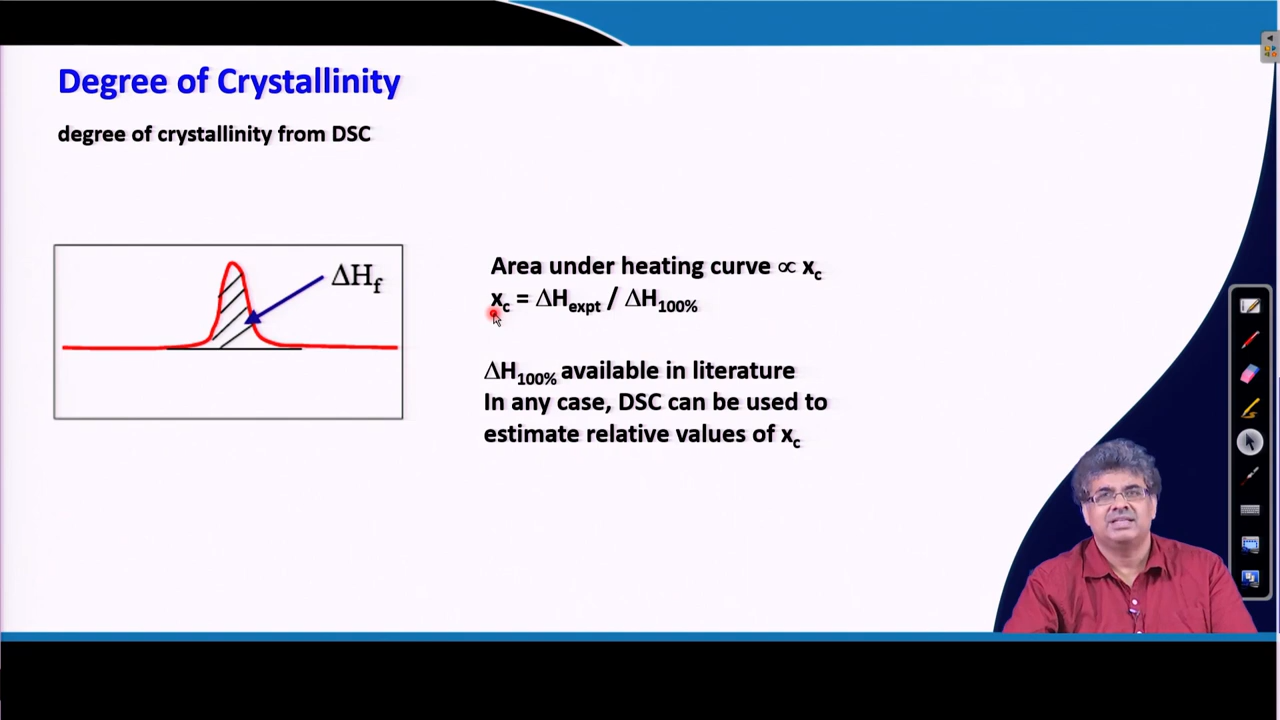 Degree of Crystallinity
degree of crystallinity from DSC
ΔHf
Area under heating curve ∝ xc
xc = ΔHexpt / ΔH100%
ΔH100% available in literature
In any case, DSC can be used to
estimate relative values of xc